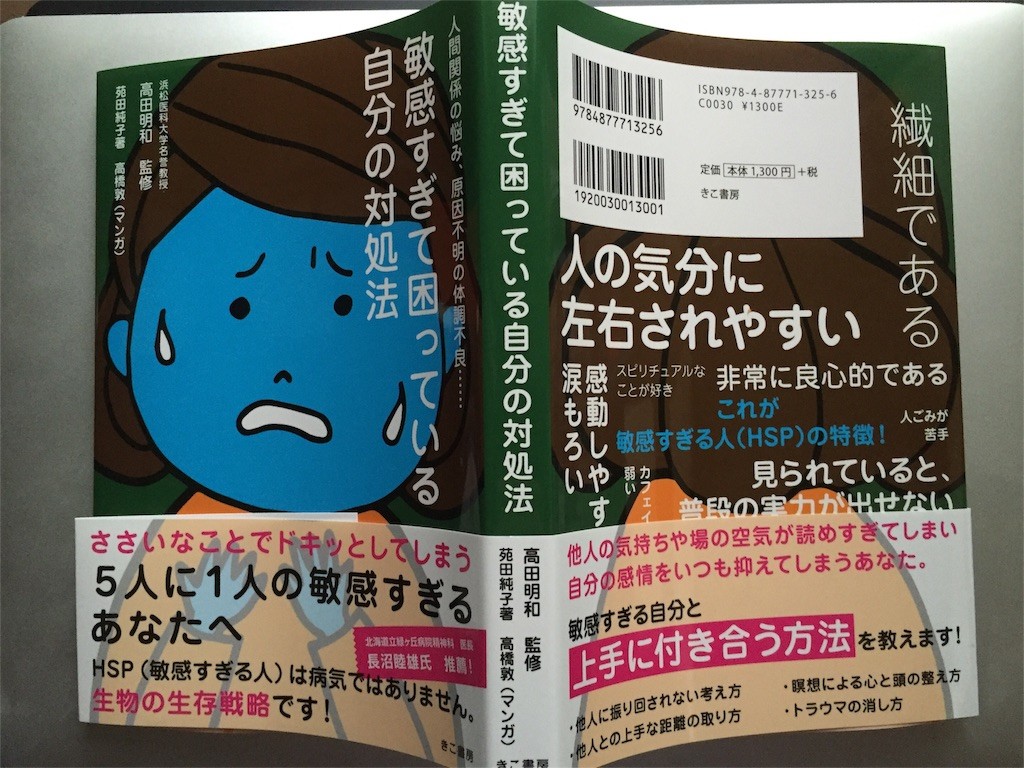 人間関係の悩み、原因不明の体調不良……
敏感すぎて困っている
自分の対処法
浜松医科大学名誉教授
高田明和 監修
苑田純子著 高橋敦(マンガ)
ささいなことでドキッとしてしまう
5人に1人の敏感すぎる
あなたへ
北海道立緑ヶ丘病院精神科 医長
長沼睦雄氏 推薦!
HSP(敏感すぎる人)は病気ではありません。
生物の生存戦略です!
きこ書房
敏感すぎて困っている自分の対処法
高田明和 監修
苑田純子著 高橋敦(マンガ)
きこ書房
9784877713256
1920030013001
ISBN978-4-87771-325-6
C0030 ¥1300E
定価 本体1,300円 +税
きこ書房
繊細である
人の気分に
左右されやすい
感動しやす
涙もろい
スピリチュアルな
ことが好き
非常に良心的である
これが
敏感すぎる人(HSP)の特徴!
人ごみが
苦手
カフェイ
弱い
見られていると、
普段の実力が出せない
他人の気持ちや場の空気が読めすぎてしまい
自分の感情をいつも抑えてしまうあなた。
敏感すぎる自分と
上手に付き合う方法を教えます!
・他人に振り回されない考え方
・他人との上手な距離の取り方
・瞑想による心と頭の整え方
・トラウマの消し方